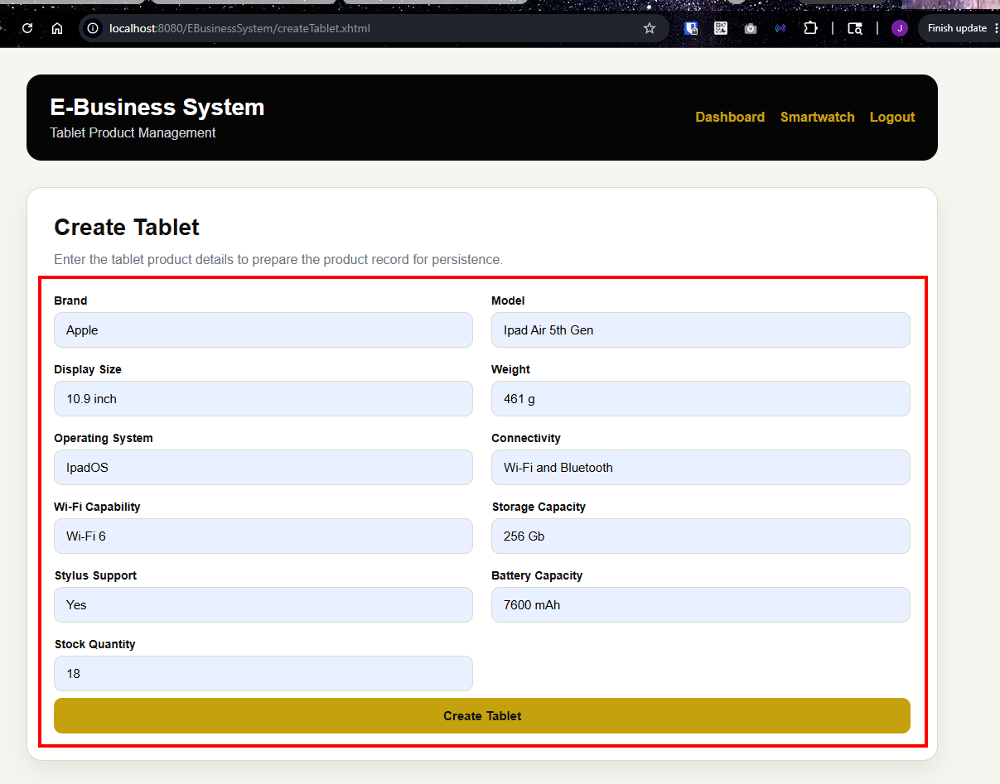 localhost:8080/EBusinessSystem/createTablet.xhtml
J
Finish update
E-Business System
Tablet Product Management
Dashboard Smartwatch Logout
Create Tablet
Enter the tablet product details to prepare the product record for persistence.
Brand
Apple
Model
Ipad Air 5th Gen
Display Size
10.9 inch
Weight
461 g
Operating System
IpadOS
Connectivity
Wi-Fi and Bluetooth
Wi-Fi Capability
Wi-Fi 6
Storage Capacity
256 Gb
Stylus Support
Yes
Battery Capacity
7600 mAh
Stock Quantity
18
Create Tablet